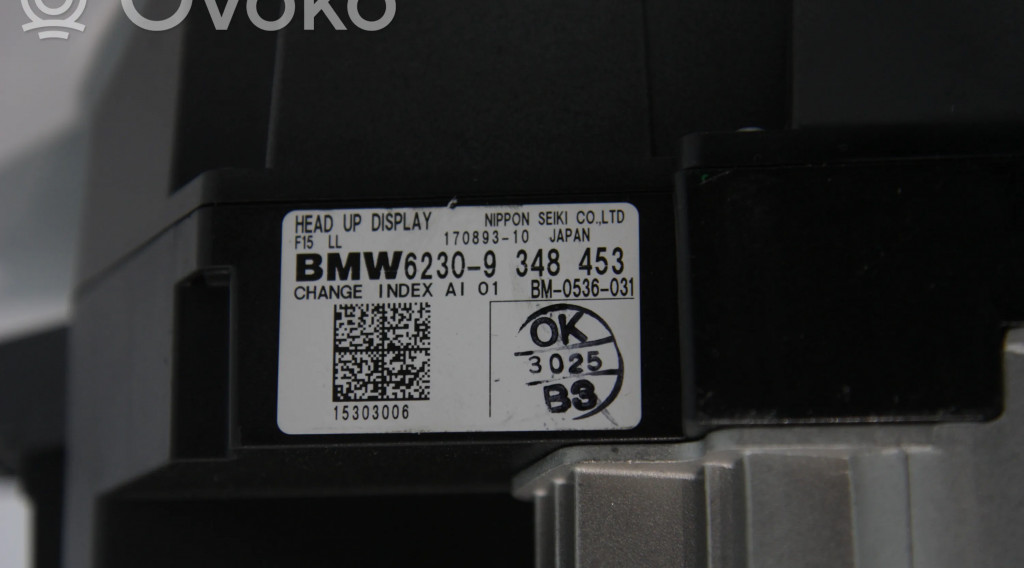 OVOKO
HEAD UP DISPLAY NIPPON SEIKI CO.,LTD
F15 LL 170893-10 JAPAN
BMW 6230-9 348 453
CHANGE INDEX AI 01 BM-0536-031
OK
3025
B3
15303006